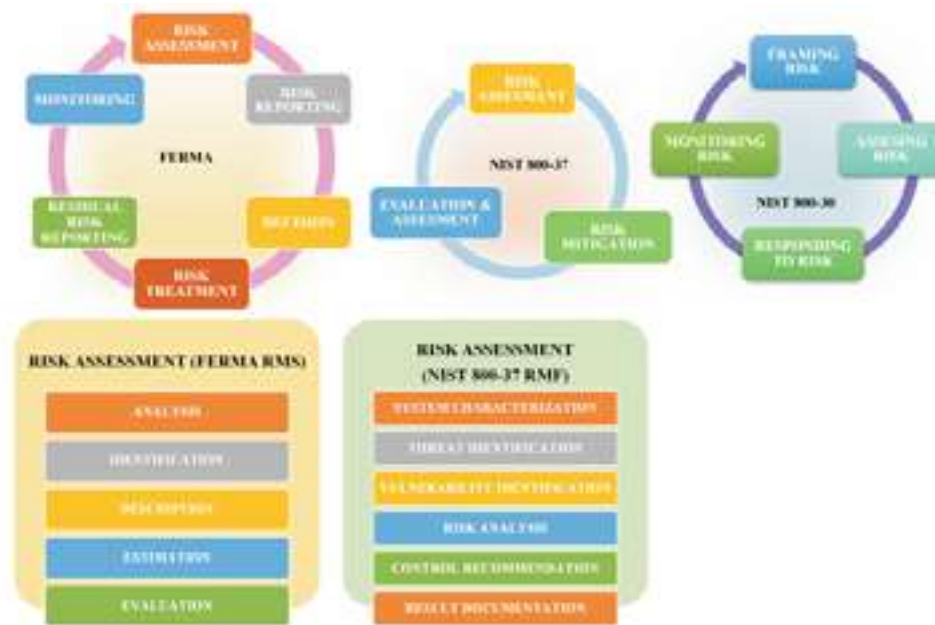 RISK
ASSESSMENT
RISK
REPORTING
DECISION
RISK
TREATMENT
RESIDUAL
RISK
REPORTING
MONITORING
FERMA
RISK
ASSESMANT
RISK
MITIGATION
EVALUATION &
ASSESMENT
NIST 800-37
FRAMING
RISK
ASSESSING
RISK
RESPONDING
TO RISK
MONITORING
RISK
NIST 800-30
RISK ASSESSMENT (FERMA RMS)
ANALYSIS
IDENTIFICATION
DESCRIPTION
ESTIMATION
EVALUATION
RISK ASSESSMENT
(NIST 800-37 RMF)
SYSTEM CHARACTERIZATION
THREAT IDENTIFICATION
VULNERABILITY IDENTIFICATION
RISK ANALYSIS
CONTROL RECOMMENDATION
RESULT DOCUMENTATION